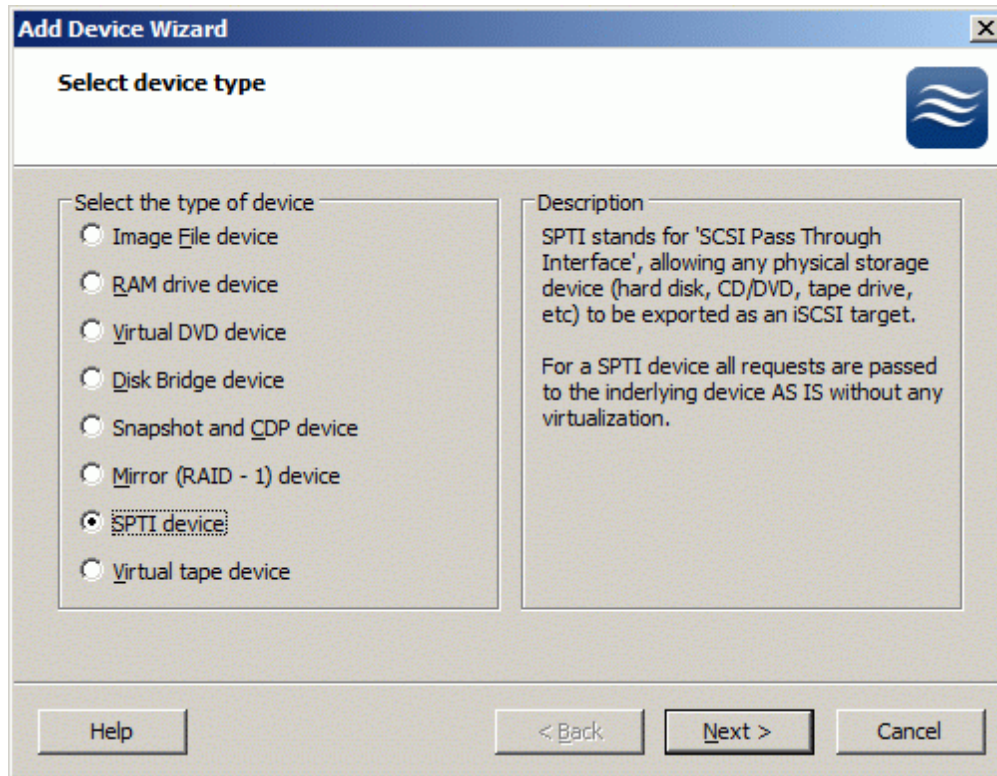 Add Device Wizard
Select device type
Select the type of device
Image File device
RAM drive device
Virtual DVD device
Disk Bridge device
Snapshot and CDP device
Mirror (RAID - 1) device
SPTI device
Virtual tape device
Description
SPTI stands for 'SCSI Pass Through
Interface', allowing any physical storage
device (hard disk, CD/DVD, tape drive,
etc) to be exported as an iSCSI target.
For a SPTI device all requests are passed
to the inderlying device AS IS without any
virtualization.
Help
< Back
Next >
Cancel